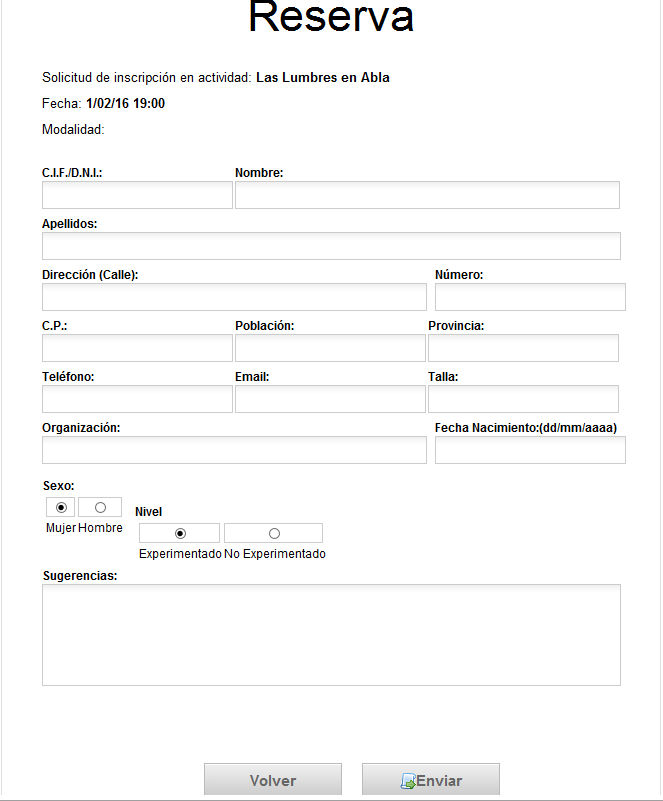 Reserva
Solicitud de inscripción en actividad: Las Lumbres en Abla
Fecha: 1/02/16 19:00
Modalidad:
C.I.F./D.N.I.: Nombre:
Apellidos:
Dirección (Calle): Número:
C.P.: Población: Provincia:
Teléfono: Email: Talla:
Organización: Fecha Nacimiento:(dd/mm/aaaa)
Sexo:
Mujer Hombre
Nivel
Experimentado No Experimentado
Sugerencias:
Volver Enviar